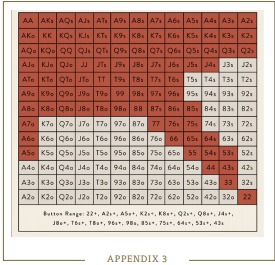 AA AKs AQs AJs ATs A9s A8s A7s A6s A5s A4s A3s A2s
AKo KK KQs KJs KTs K9s K8s K7s K6s K5s K4s K3s K2s
AQo KQo QQ QJs QTs Q9s Q8s Q7s Q6s Q5s Q4s Q3s Q2s
AJo KJo QJo JJ JTs J9s J8s J7s J6s J5s J4s J3s J2s
ATo KTo QTo JTo TT T9s T8s T7s T6s T5s T4s T3s T2s
A9o K9o Q9o J9o T9o 99 98s 97s 96s 95s 94s 93s 92s
A8o K8o Q8o J8o T8o 98o 88 87s 86s 85s 84s 83s 82s
A7o K7o Q7o J7o T7o 97o 87o 77 76s 75s 74s 73s 72s
A6o K6o Q6o J6o T6o 96o 86o 76o 66 65s 64s 63s 62s
A5o K5o Q5o J5o T5o 95o 85o 75o 65o 55 54s 53s 52s
A4o K4o Q4o J4o T4o 94o 84o 74o 64o 54o 44 43s 42s
A3o K3o Q3o J3o T3o 93o 83o 73o 63o 53o 43o 33 32s
A2o K2o Q2o J2o T2o 92o 82o 72o 62o 52o 42o 32o 22
Button Range: 22+, A2s+, A5o+, K2s+, K8o+, Q2s+, Q8o+, J4s+,
J8o+, T6s+, T8o+, 96s+, 98o, 85s+, 75s+, 64s+, 53s+, 43s
APPENDIX 3